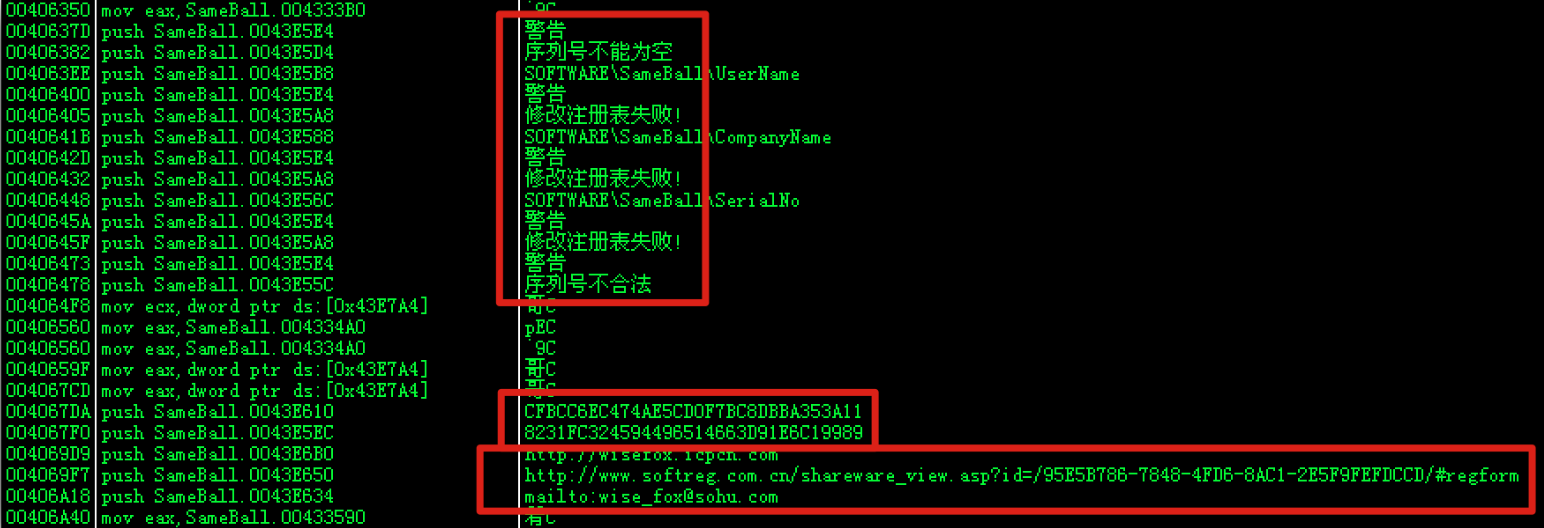 00406350 mov eax,SameBall.004333B0 `9C
0040637D push SameBall.0043E5E4 警告
00406382 push SameBall.0043E5D4 序列号不能为空
004063EE push SameBall.0043E5B8 SOFTWARE\SameBall\UserName
00406400 push SameBall.0043E5E4 警告
00406405 push SameBall.0043E5A8 修改注册表失败!
0040641B push SameBall.0043E588 SOFTWARE\SameBall\CompanyName
0040642D push SameBall.0043E5E4 警告
00406432 push SameBall.0043E5A8 修改注册表失败!
00406448 push SameBall.0043E56C SOFTWARE\SameBall\SerialNo
0040645A push SameBall.0043E5E4 警告
0040645F push SameBall.0043E5A8 修改注册表失败!
00406473 push SameBall.0043E5E4 警告
00406478 push SameBall.0043E55C 序列号不合法
004064F8 mov ecx,dword ptr ds:[0x43E7A4] 哥C
00406560 mov eax,SameBall.004334A0 pEC
00406560 mov eax,SameBall.004334A0 `9C
0040659F mov eax,dword ptr ds:[0x43E7A4] 哥C
004067CD mov eax,dword ptr ds:[0x43E7A4] 哥C
004067DA push SameBall.0043E610 CFBCC6EC474AE5CD0F7BC8DBBA353A11
004067F0 push SameBall.0043E5EC 8231FC324594496514663D91E6C19989
004069D9 push SameBall.0043E6B0 http://wisefox.icpcn.com
004069F7 push SameBall.0043E650 http://www.softreg.com.cn/shareware_view.asp?id=/95E5B786-7848-4FD6-8AC1-2E5F9FEFDCCD/#regform
00406A18 push SameBall.0043E634 mailto:wise_fox@sohu.com
00406A40 mov eax,SameBall.00433590